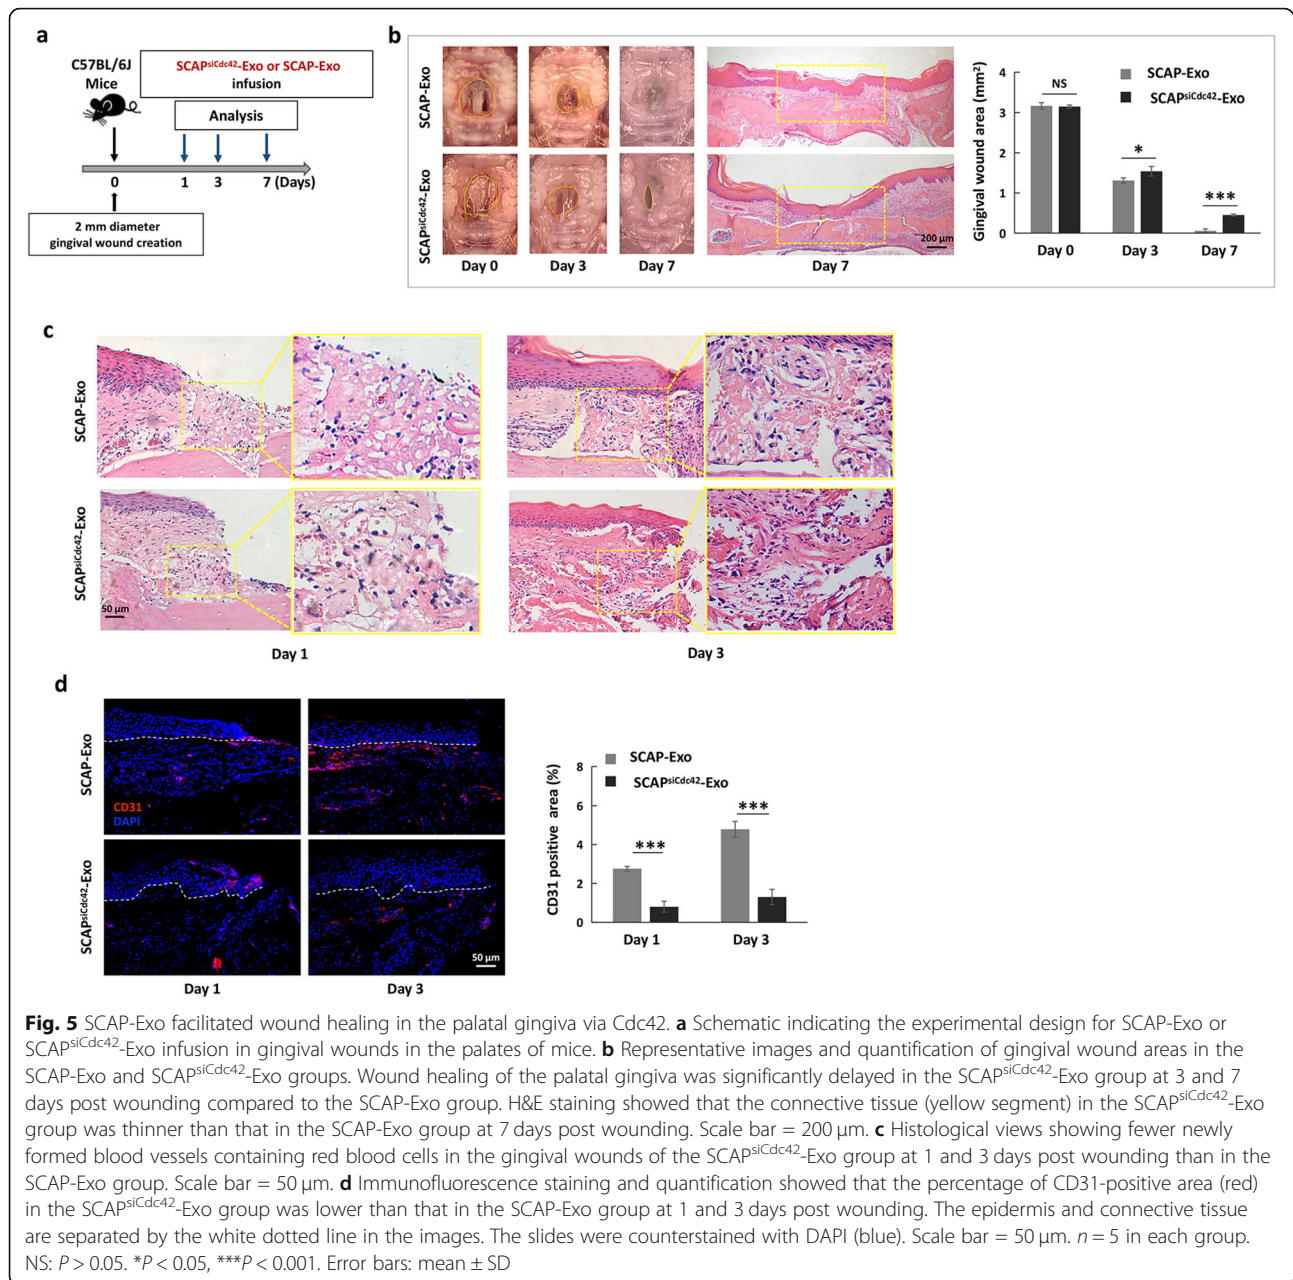 a
C57BL/6J
Mice
SCAPsiCdc42-Exo or SCAP-Exo
infusion
Analysis
0 1 3 7 (Days)
2 mm diameter
gingival wound creation
b
SCAP-Exo
SCAPsiCdc42-Exo
Day 0 Day 3 Day 7 Day 7
200 µm
Gingival wound area (mm2)
4
3
2
1
0
SCAP-Exo
SCAPsiCdc42-Exo
NS
*
***
Day 0 Day 3 Day 7
c
SCAP-Exo
SCAPsiCdc42-Exo
50 µm
Day 1 Day 3
d
SCAP-Exo
CD31
DAPI
SCAPsiCdc42-Exo
50 µm
Day 1 Day 3
CD31 positive area (%)
8
6
4
2
0
SCAP-Exo
SCAPsiCdc42-Exo
***
***
Day 1 Day 3
Fig. 5 SCAP-Exo facilitated wound healing in the palatal gingiva via Cdc42. a Schematic indicating the experimental design for SCAP-Exo or
SCAPsiCdc42-Exo infusion in gingival wounds in the palates of mice. b Representative images and quantification of gingival wound areas in the
SCAP-Exo and SCAPsiCdc42-Exo groups. Wound healing of the palatal gingiva was significantly delayed in the SCAPsiCdc42-Exo group at 3 and 7
days post wounding compared to the SCAP-Exo group. H&E staining showed that the connective tissue (yellow segment) in the SCAPsiCdc42-Exo
group was thinner than that in the SCAP-Exo group at 7 days post wounding. Scale bar = 200 µm. c Histological views showing fewer newly
formed blood vessels containing red blood cells in the gingival wounds of the SCAPsiCdc42-Exo group at 1 and 3 days post wounding than in the
SCAP-Exo group. Scale bar = 50 µm. d Immunofluorescence staining and quantification showed that the percentage of CD31-positive area (red)
in the SCAPsiCdc42-Exo group was lower than that in the SCAP-Exo group at 1 and 3 days post wounding. The epidermis and connective tissue
are separated by the white dotted line in the images. The slides were counterstained with DAPI (blue). Scale bar = 50 µm. n = 5 in each group.
NS: P > 0.05. *P < 0.05, ***P < 0.001. Error bars: mean ± SD